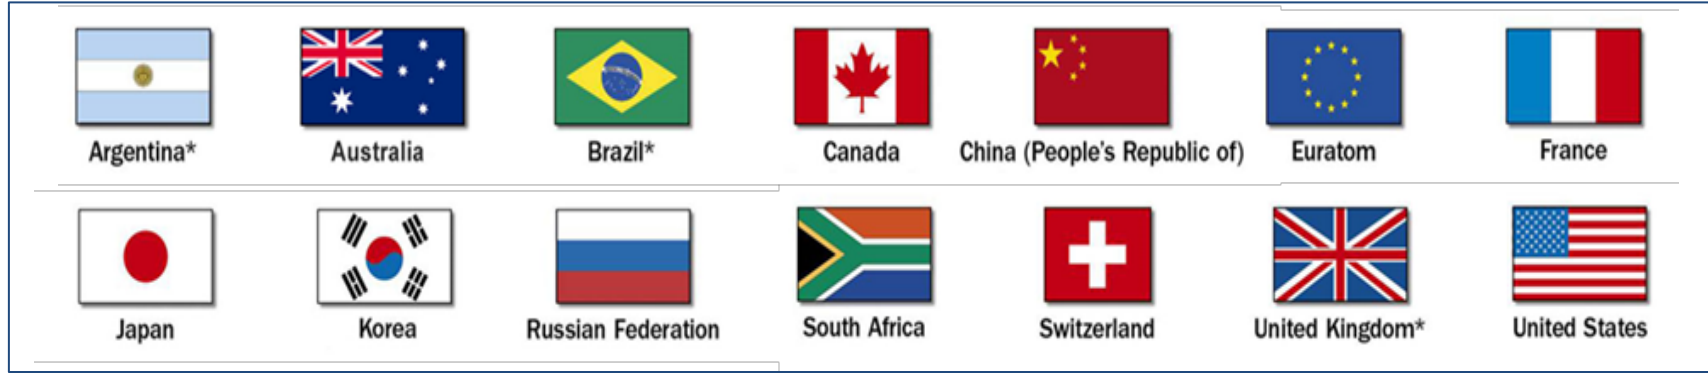 Argentina* Australia Brazil* Canada China (People's Republic of) Euratom France
Japan Korea Russian Federation South Africa Switzerland United Kingdom* United States